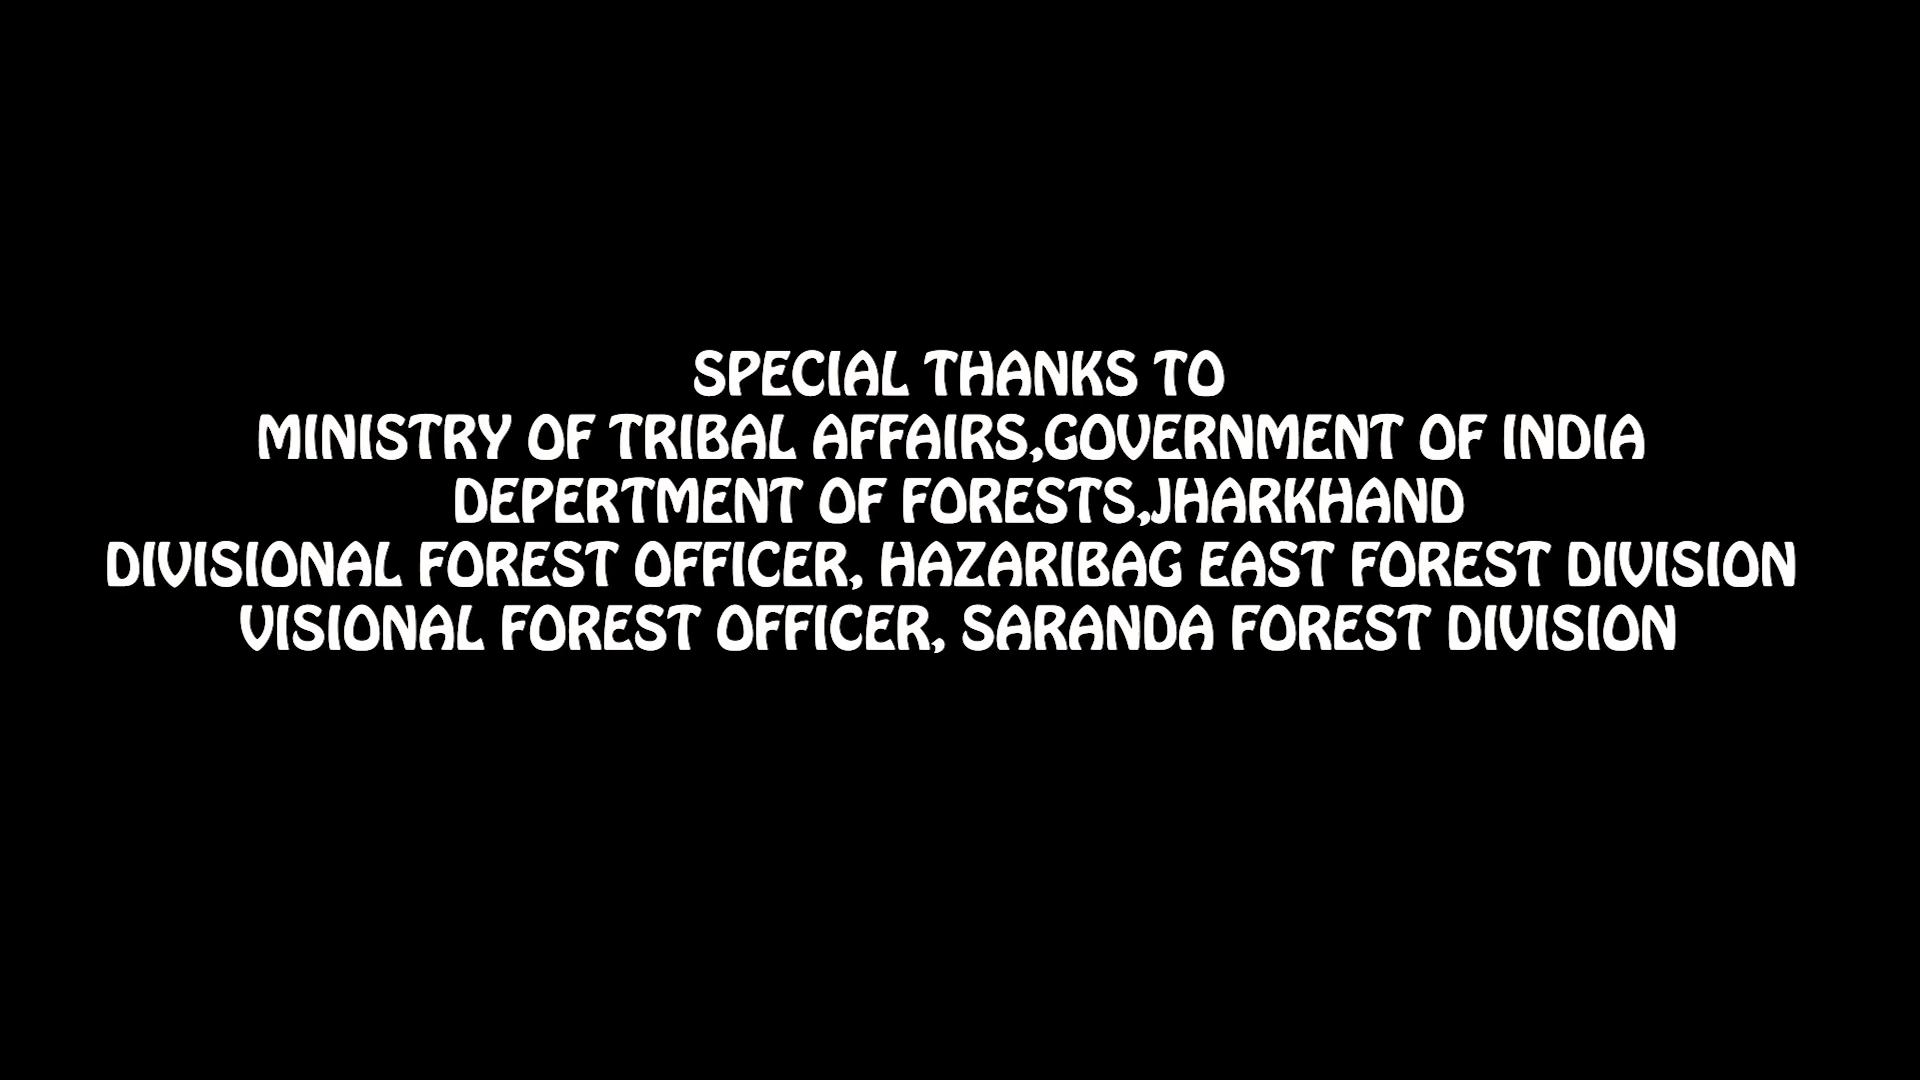 SPECIAL THANKS TO
MINISTRY OF TRIBAL AFFAIRS,GOVERNMENT OF INDIA
DEPERTMENT OF FORESTS,JHARKHAND
DIVISIONAL FOREST OFFICER, HAZARIBAG EAST FOREST DIVISION
VISIONAL FOREST OFFICER, SARANDA FOREST DIVISION